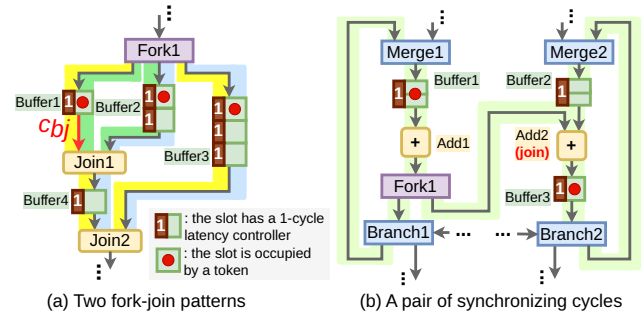 Fork1
Buffer1
1
Buffer2
1
1
1
1
1
Buffer3
cbj
Join1
Buffer4
1
Join2
1 : the slot has a 1-cycle
latency controller
: the slot is occupied
by a token
(a) Two fork-join patterns
Merge1
Buffer1
1
+
Add1
Fork1
Branch1
...
...
Merge2
Buffer2
1
Add2
(join)
+
Buffer3
1
Branch2
(b) A pair of synchronizing cycles